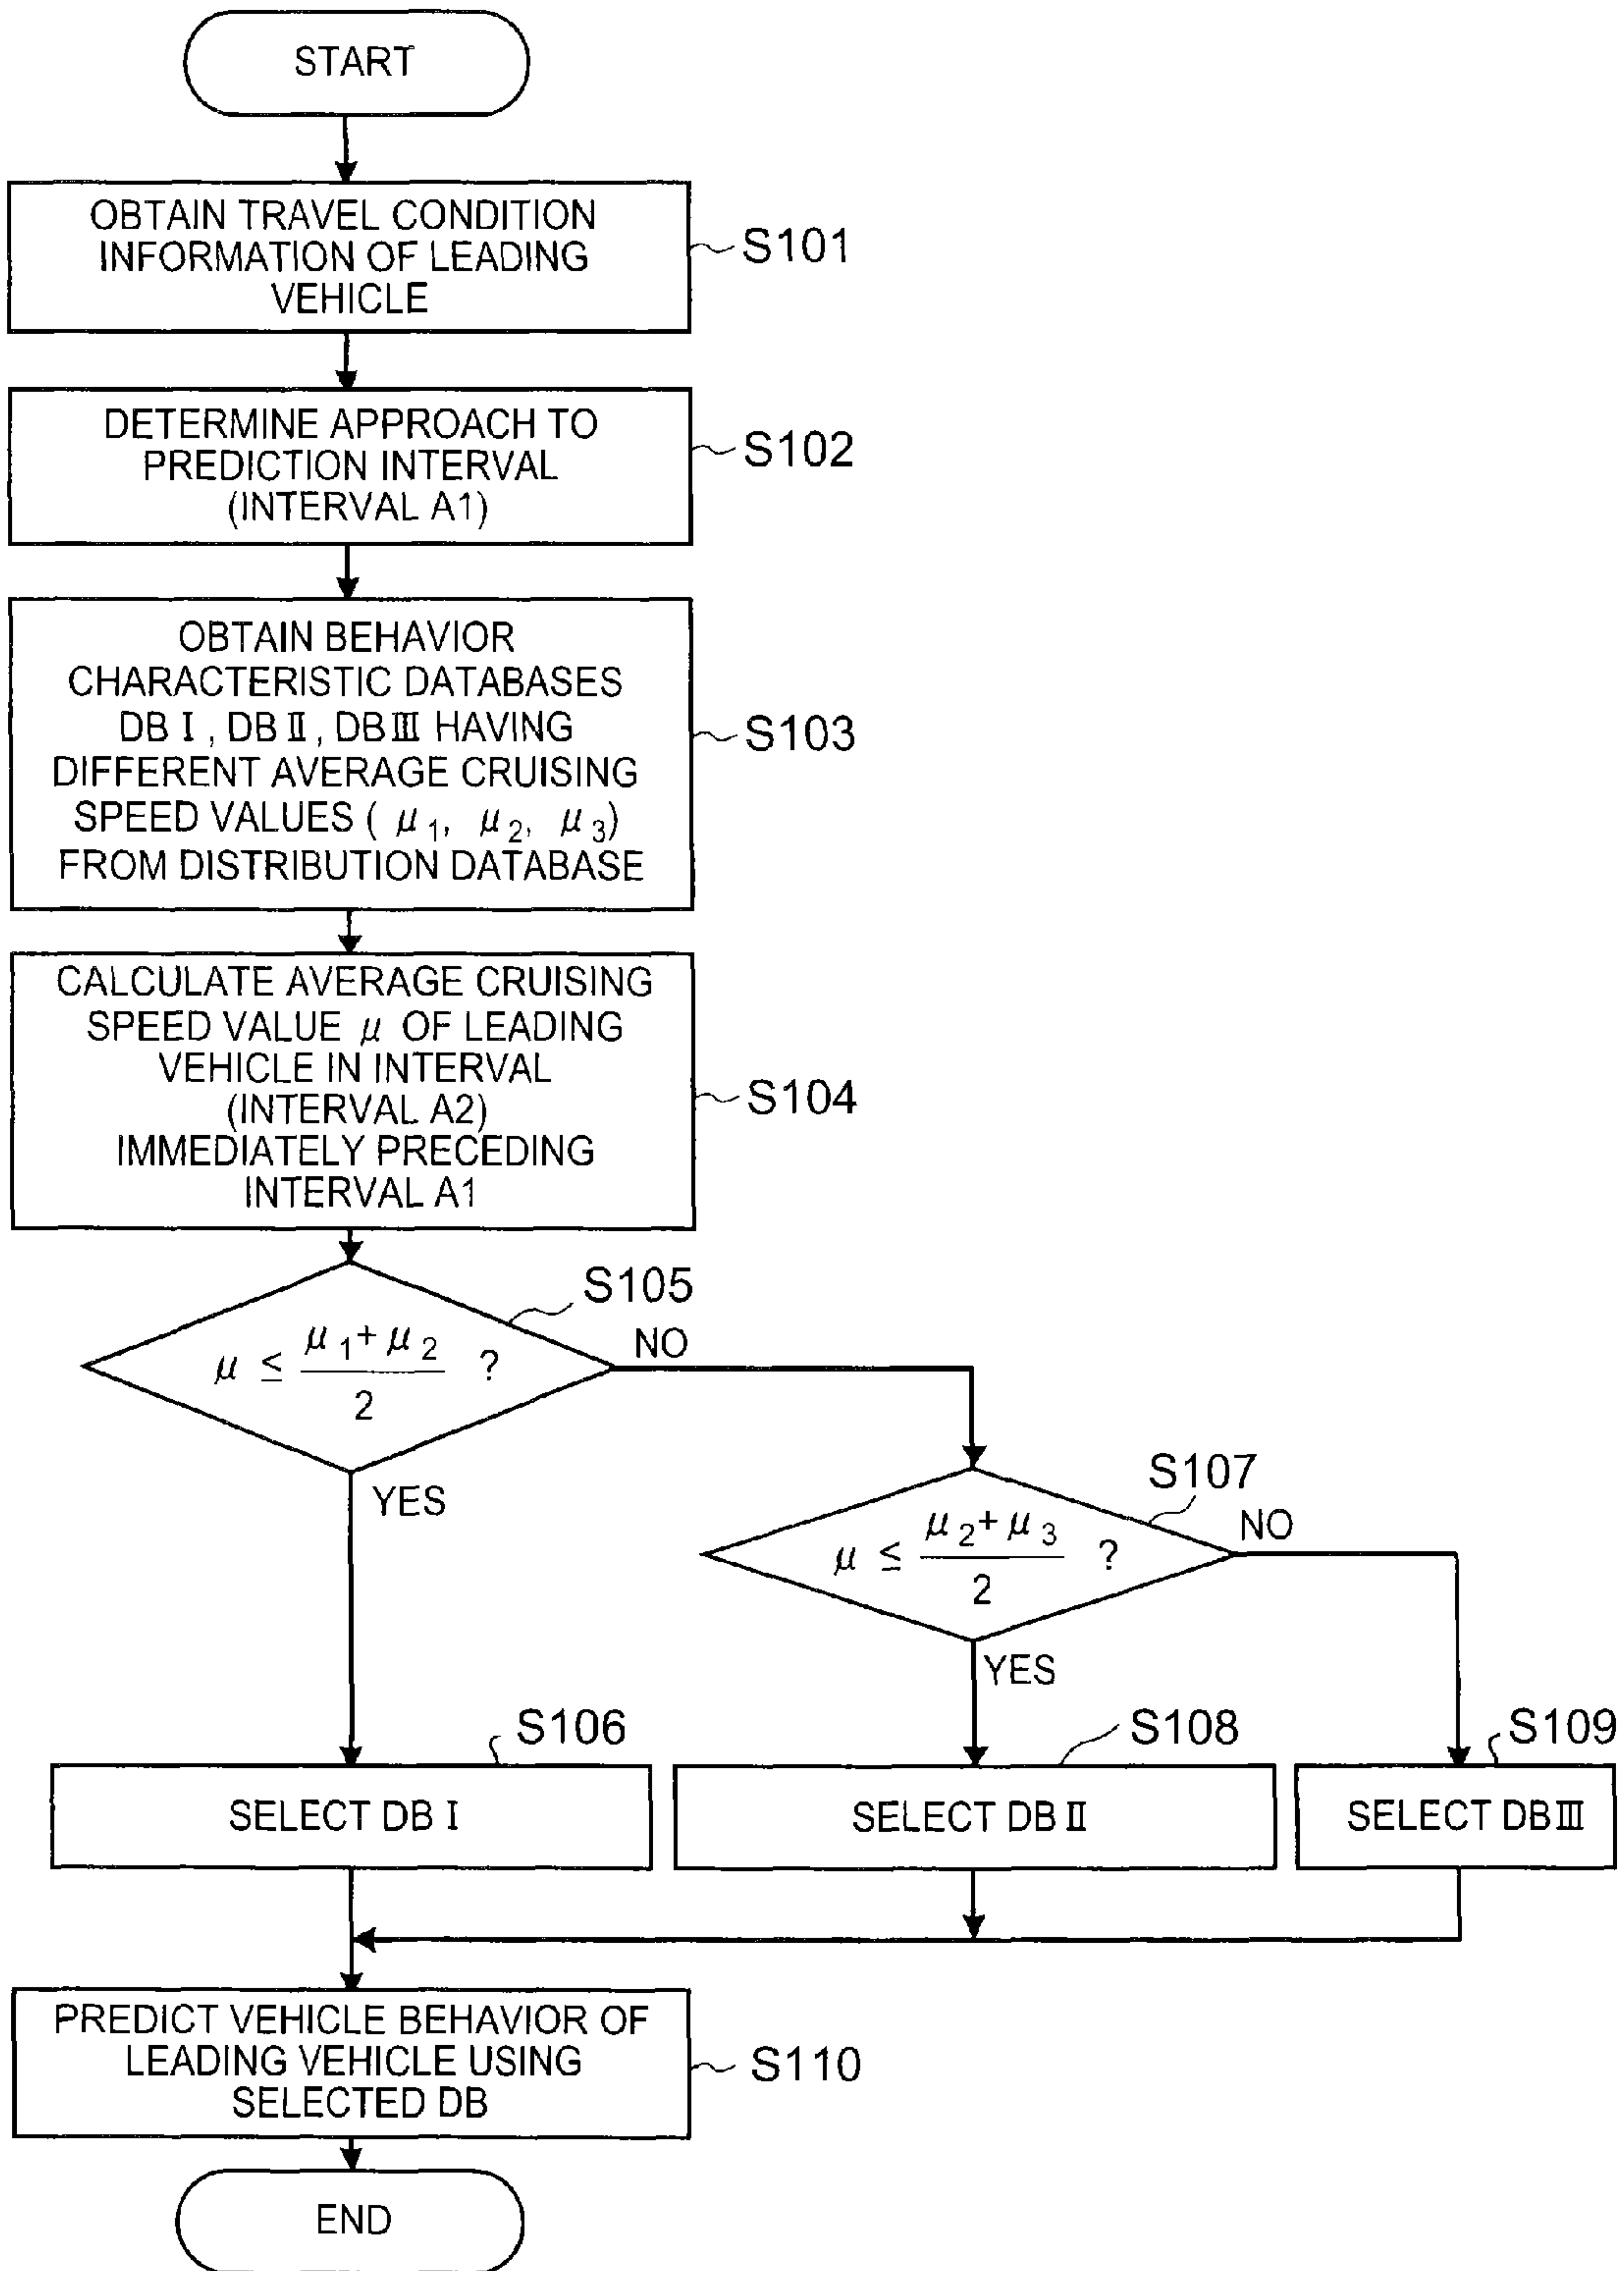 START
OBTAIN TRAVEL CONDITION
INFORMATION OF LEADING
VEHICLE
S101
DETERMINE APPROACH TO
PREDICTION INTERVAL
(INTERVAL A1)
S102
OBTAIN BEHAVIOR
CHARACTERISTIC DATABASES
DB Ⅰ, DB Ⅱ, DB Ⅲ HAVING
DIFFERENT AVERAGE CRUISING
SPEED VALUES ( μ₁, μ₂, μ₃)
FROM DISTRIBUTION DATABASE
S103
CALCULATE AVERAGE CRUISING
SPEED VALUE μ OF LEADING
VEHICLE IN INTERVAL
(INTERVAL A2)
IMMEDIATELY PRECEDING
INTERVAL A1
S104
S105
μ ≤ (μ₁+μ₂)/2 ?
NO
YES
S107
μ ≤ (μ₂+μ₃)/2 ?
NO
YES
S106
SELECT DB Ⅰ
S108
SELECT DB Ⅱ
S109
SELECT DB Ⅲ
PREDICT VEHICLE BEHAVIOR OF
LEADING VEHICLE USING
SELECTED DB
S110
END